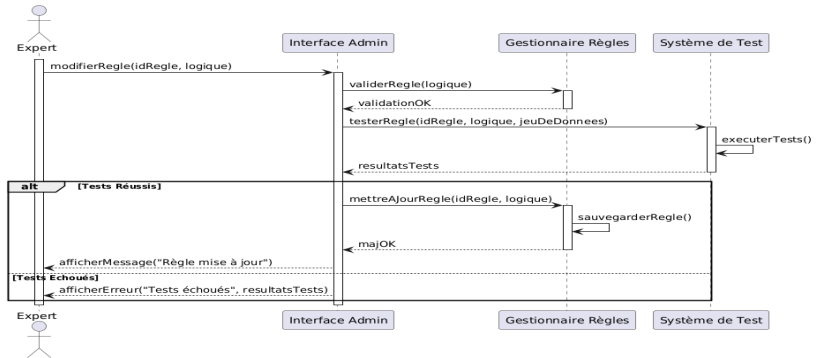 Expert
Interface Admin
Gestionnaire Règles
Système de Test
modifierRegle(idRegle, logique)
validerRegle(logique)
validationOK
testerRegle(idRegle, logique, jeuDeDonnees)
executerTests()
resultatsTests
alt
[Tests Réussis]
mettreAJourRegle(idRegle, logique)
sauvegarderRegle()
majOK
afficherMessage("Règle mise à jour")
[Tests Echoués]
afficherErreur("Tests échoués", resultatsTests)
Expert
Interface Admin
Gestionnaire Règles
Système de Test